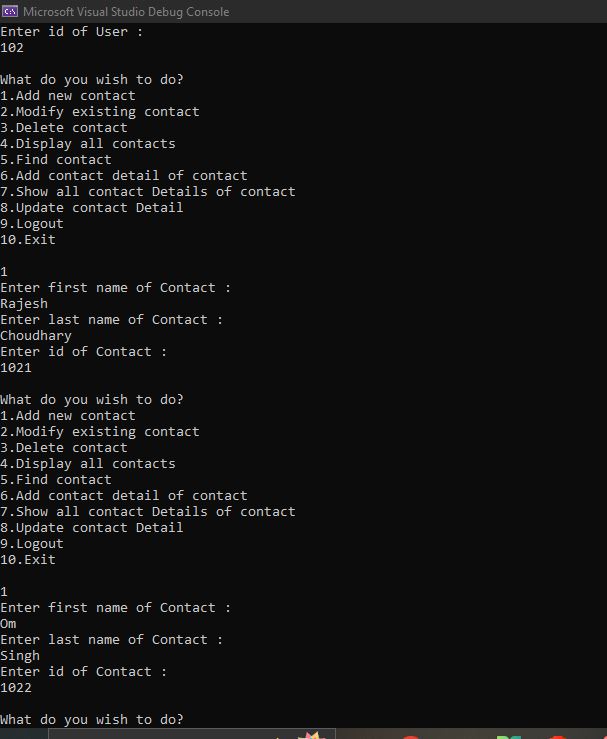 Microsoft Visual Studio Debug Console
Enter id of User :
102
What do you wish to do?
1.Add new contact
2.Modify existing contact
3.Delete contact
4.Display all contacts
5.Find contact
6.Add contact detail of contact
7.Show all contact Details of contact
8.Update contact Detail
9.Logout
10.Exit
1
Enter first name of Contact :
Rajesh
Enter last name of Contact :
Choudhary
Enter id of Contact :
1021
What do you wish to do?
1.Add new contact
2.Modify existing contact
3.Delete contact
4.Display all contacts
5.Find contact
6.Add contact detail of contact
7.Show all contact Details of contact
8.Update contact Detail
9.Logout
10.Exit
1
Enter first name of Contact :
Om
Enter last name of Contact :
Singh
Enter id of Contact :
1022
What do you wish to do?